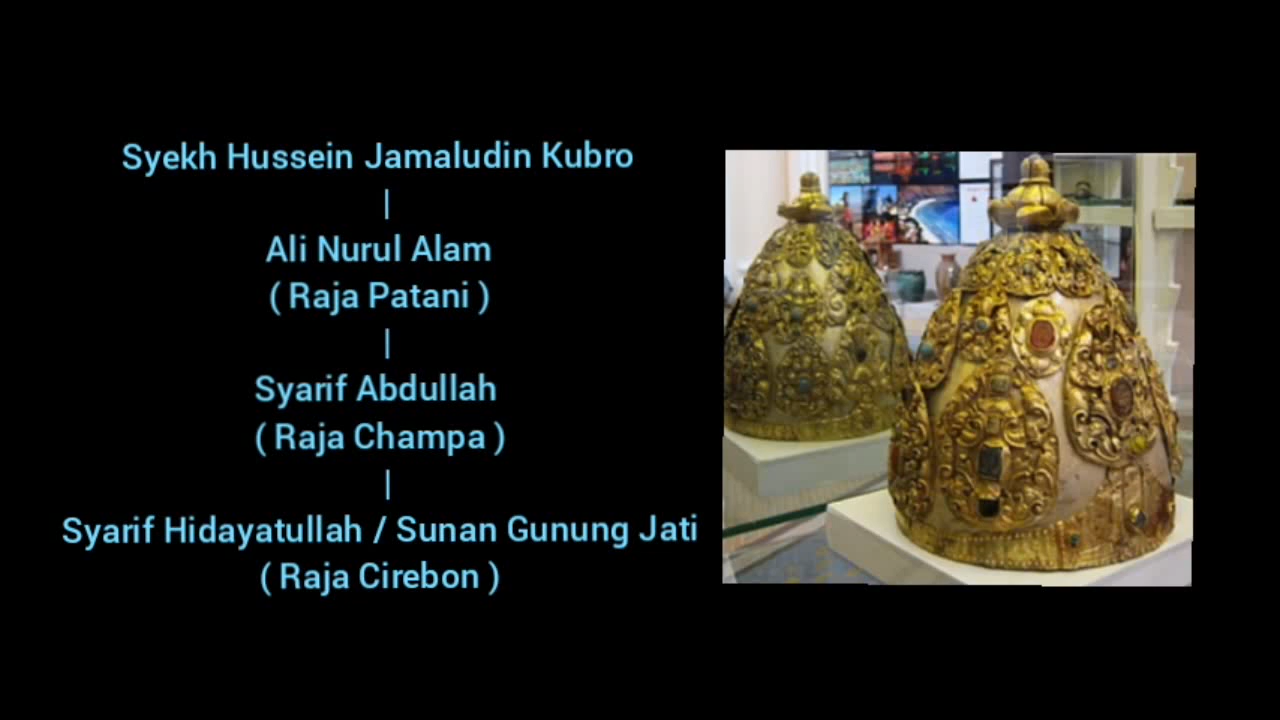 Syekh Hussein Jamaludin Kubro
|
Ali Nurul Alam
( Raja Patani )
|
Syarif Abdullah
( Raja Champa )
|
Syarif Hidayatullah / Sunan Gunung Jati
( Raja Cirebon )